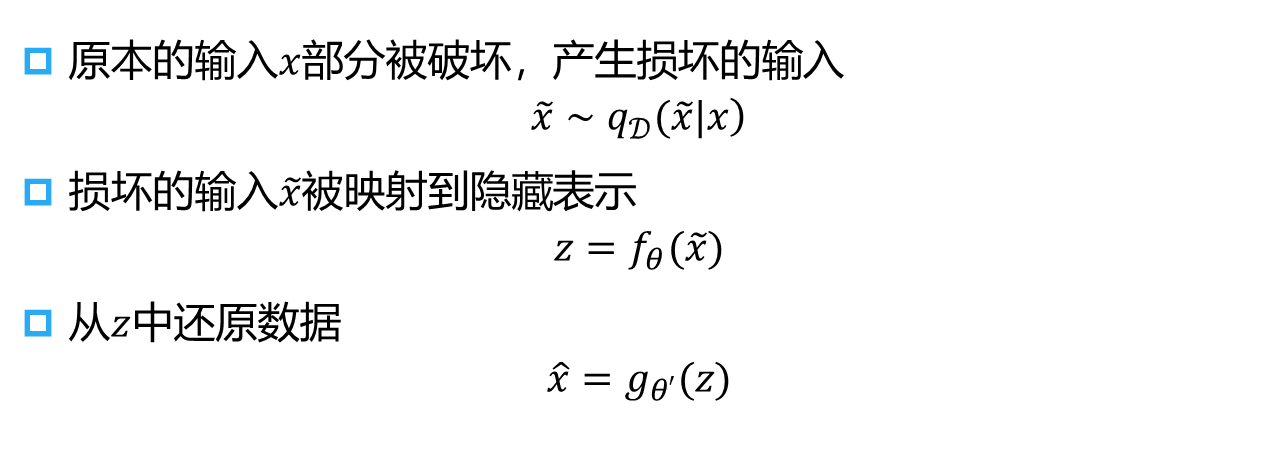 原本的输入x部分被破坏，产生损坏的输入
x̃ ~ q_𝒟(x̃|x)
损坏的输入x̃被映射到隐藏表示
z = f_θ(x̃)
从z中还原数据
x̂ = g_θ′(z)